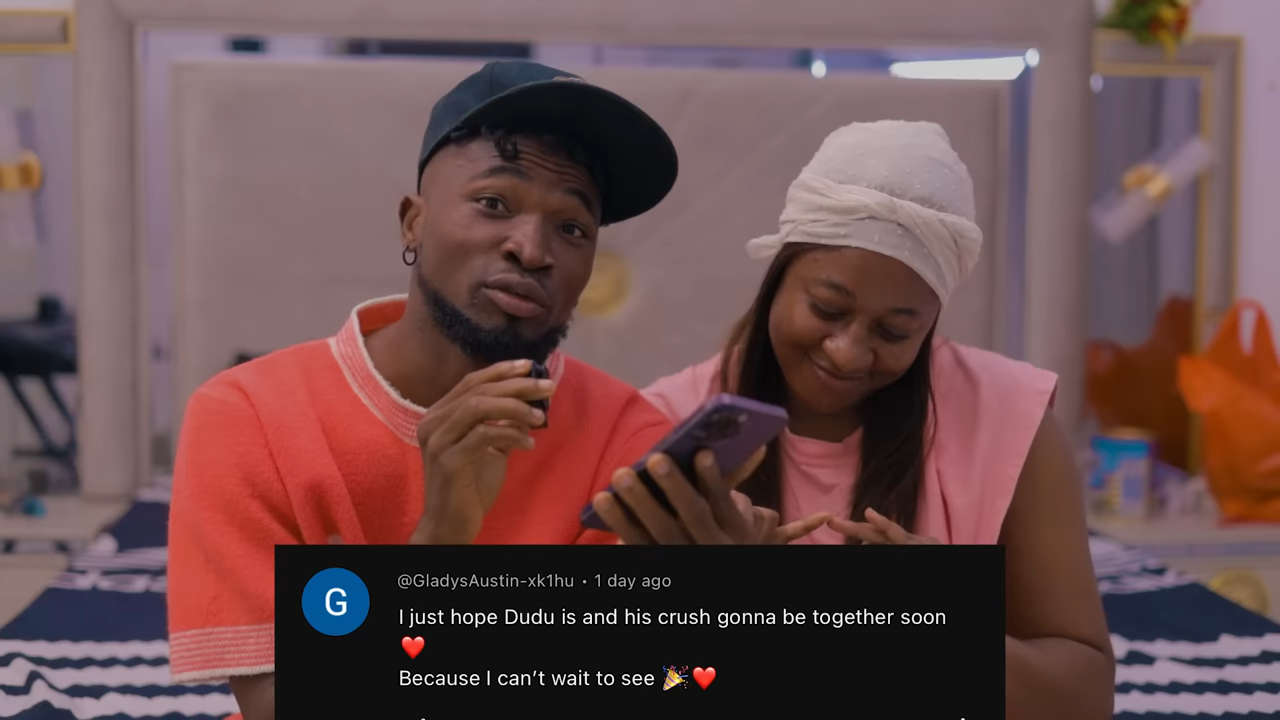 G
@GladysAustin-xk1hu • 1 day ago
I just hope Dudu is and his crush gonna be together soon
❤️
Because I can’t wait to see 🎉❤️